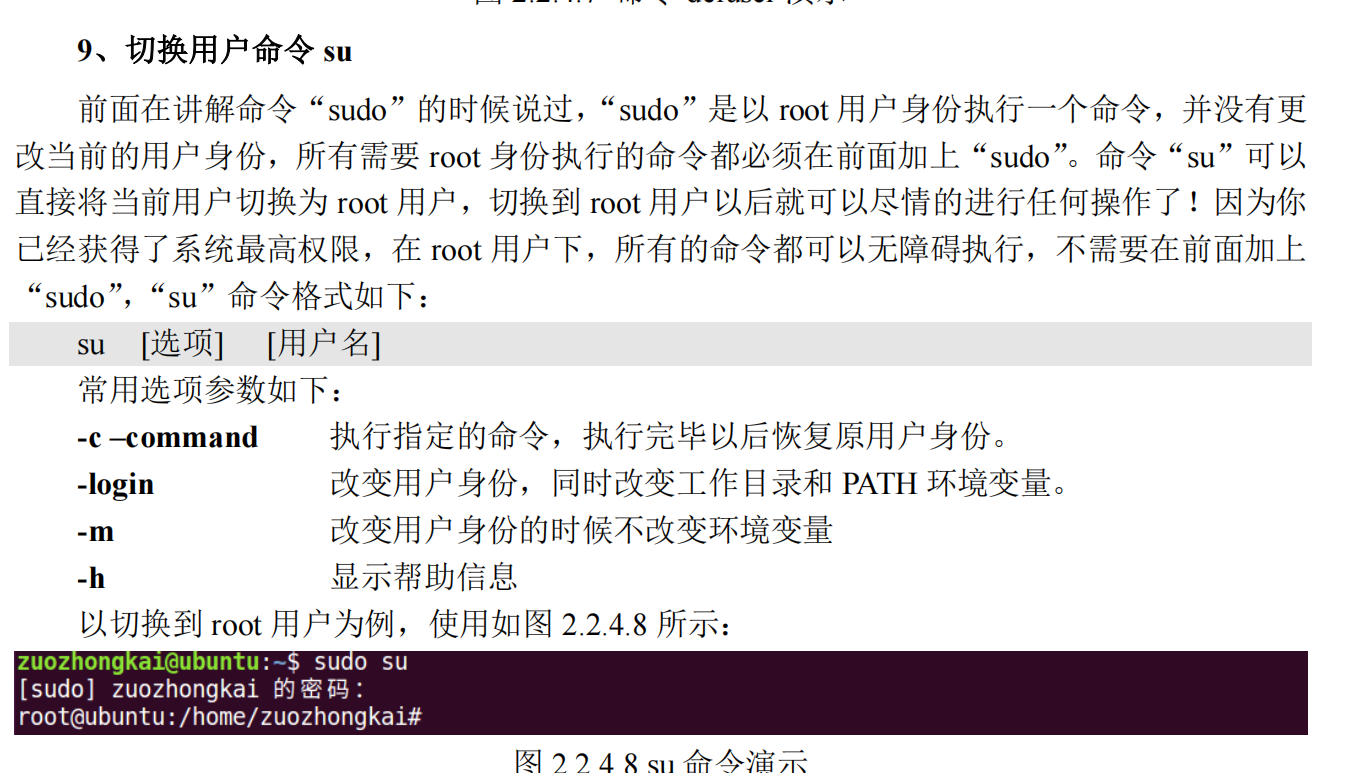 9、切换用户命令 su
前面在讲解命令“sudo”的时候说过，“sudo”是以 root 用户身份执行一个命令，并没有更
改当前的用户身份，所有需要 root 身份执行的命令都必须在前面加上“sudo”。命令“su”可以
直接将当前用户切换为 root 用户，切换到 root 用户以后就可以尽情的进行任何操作了！因为你
已经获得了系统最高权限，在 root 用户下，所有的命令都可以无障碍执行，不需要在前面加上
“sudo”，“su”命令格式如下：
su [选项] [用户名]
常用选项参数如下：
-c –command 执行指定的命令，执行完毕以后恢复原用户身份。
-login 改变用户身份，同时改变工作目录和 PATH 环境变量。
-m 改变用户身份的时候不改变环境变量
-h 显示帮助信息
以切换到 root 用户为例，使用如图 2.2.4.8 所示：
zuozhongkai@ubuntu:~$ sudo su
[sudo] zuozhongkai 的密码：
root@ubuntu:/home/zuozhongkai#
图 2.2.4.8 su 命令演示